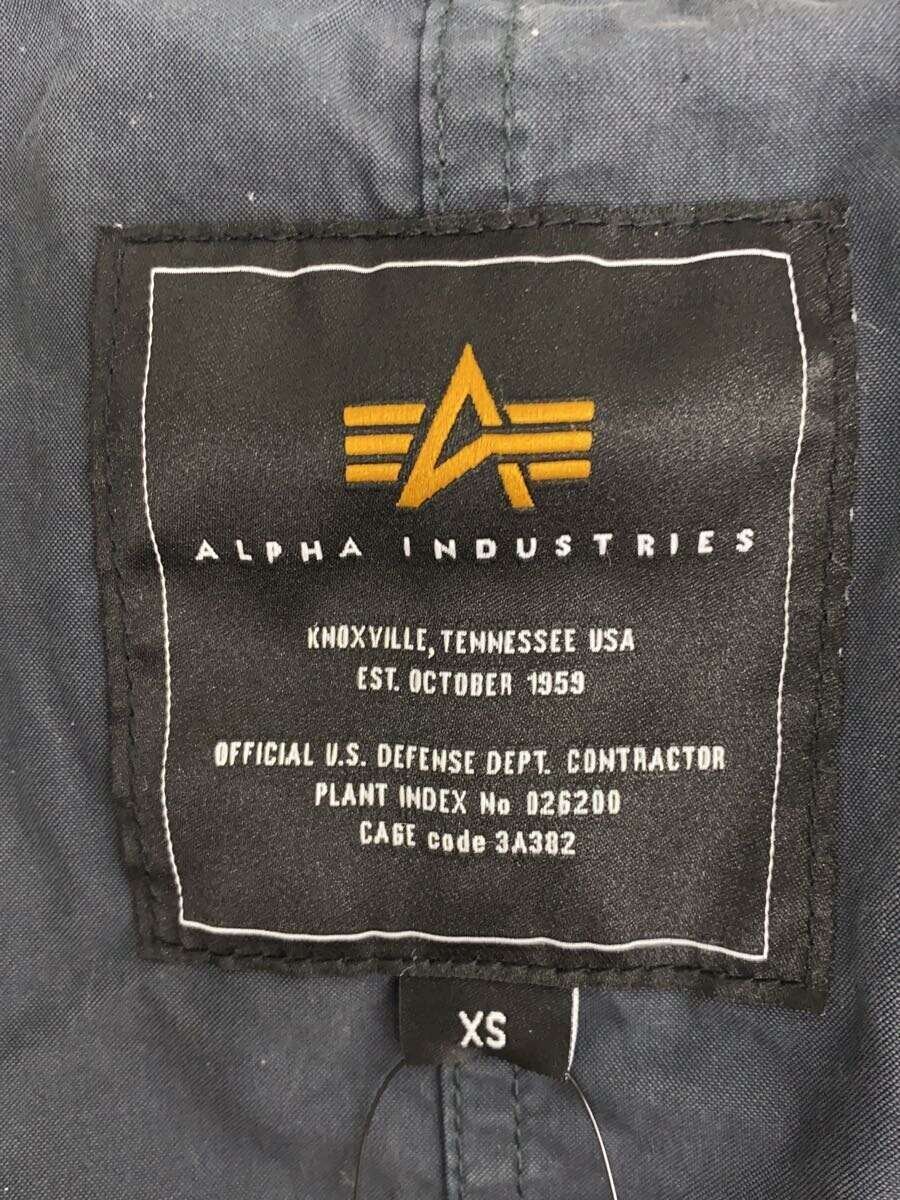 ALPHA INDUSTRIES
KNOXVILLE, TENNESSEE USA
EST. OCTOBER 1959
OFFICIAL U.S. DEFENSE DEPT. CONTRACTOR
PLANT INDEX No 026200
CAGE code 3A382
XS